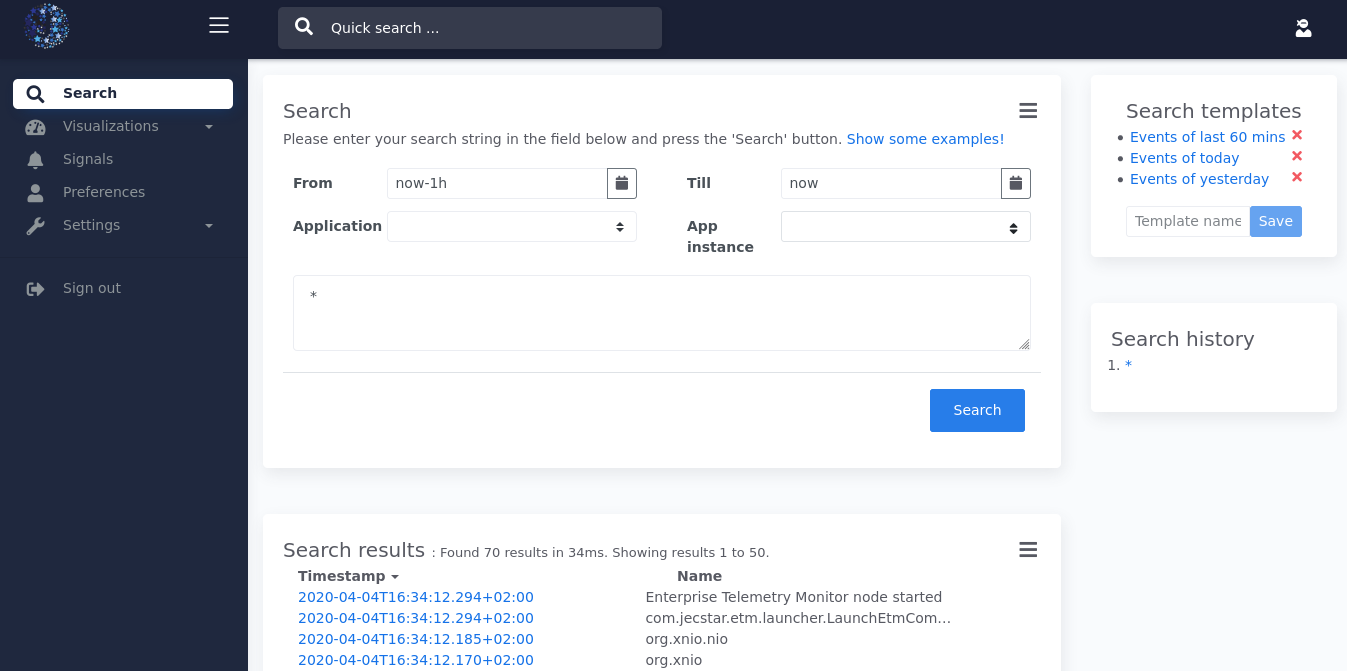 Quick search ...
Search
Visualizations
Signals
Preferences
Settings
Sign out
Search
Please enter your search string in the field below and press the 'Search' button. Show some examples!
From now-1h Till now
Application App instance
*
Search
Search templates
Events of last 60 mins
Events of today
Events of yesterday
Template name Save
Search history
1. *
Search results : Found 70 results in 34ms. Showing results 1 to 50.
Timestamp Name
2020-04-04T16:34:12.294+02:00 Enterprise Telemetry Monitor node started
2020-04-04T16:34:12.294+02:00 com.jecstar.etm.launcher.LaunchEtmCom...
2020-04-04T16:34:12.185+02:00 org.xnio.nio
2020-04-04T16:34:12.170+02:00 org.xnio